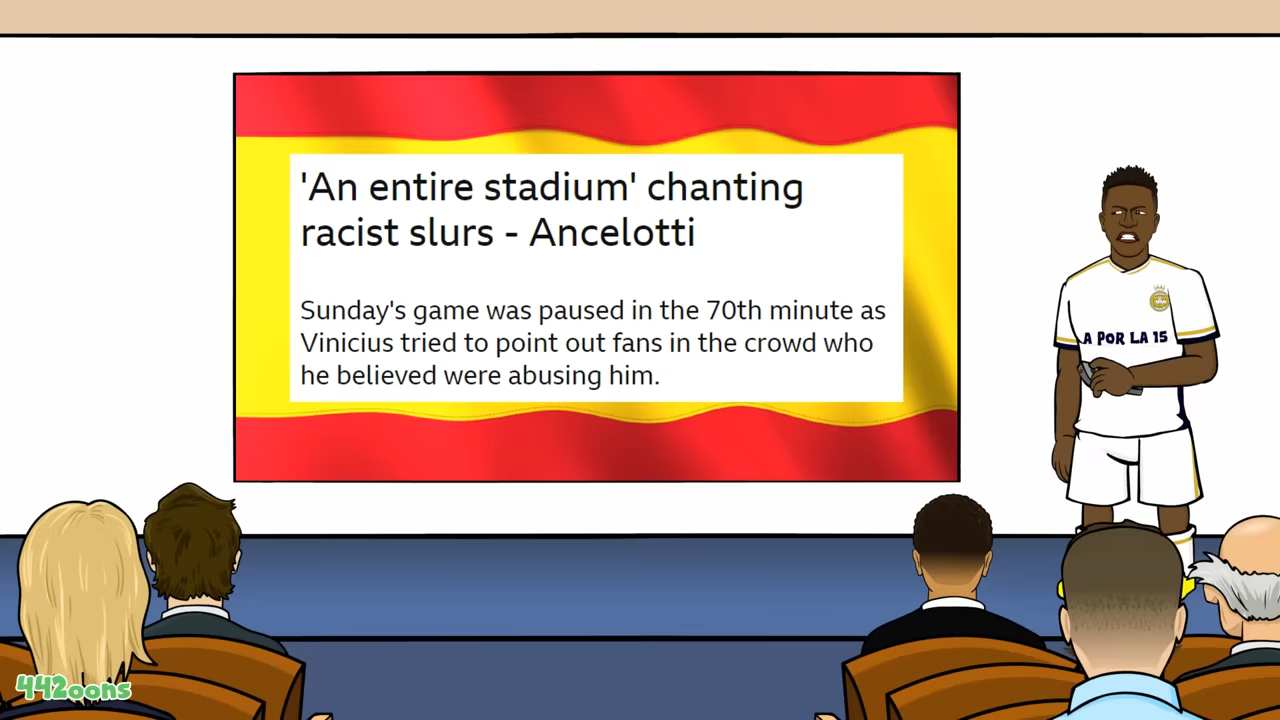 'An entire stadium' chanting
racist slurs - Ancelotti
Sunday's game was paused in the 70th minute as
Vinicius tried to point out fans in the crowd who
he believed were abusing him.
A POR LA 15
442oons